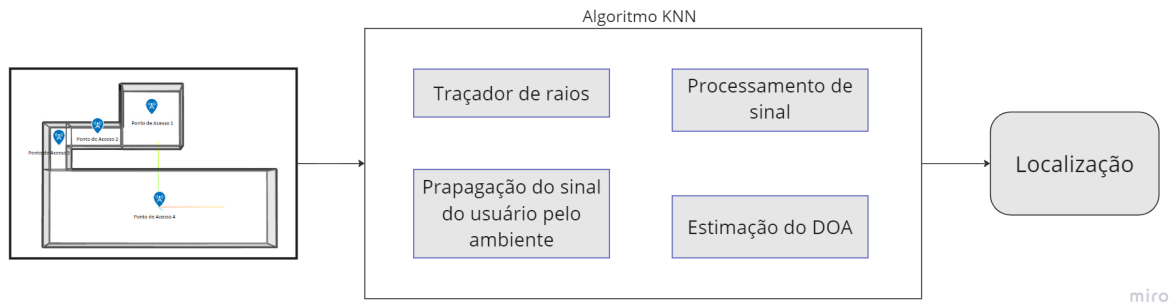 Algoritmo KNN
Ponto de Acesso 1
Ponto de Acesso 2
Ponto de Acesso 3
Ponto de Acesso 4
Traçador de raios
Processamento de
sinal
Prapagação do sinal
do usuário pelo
ambiente
Estimação do DOA
Localização
miro